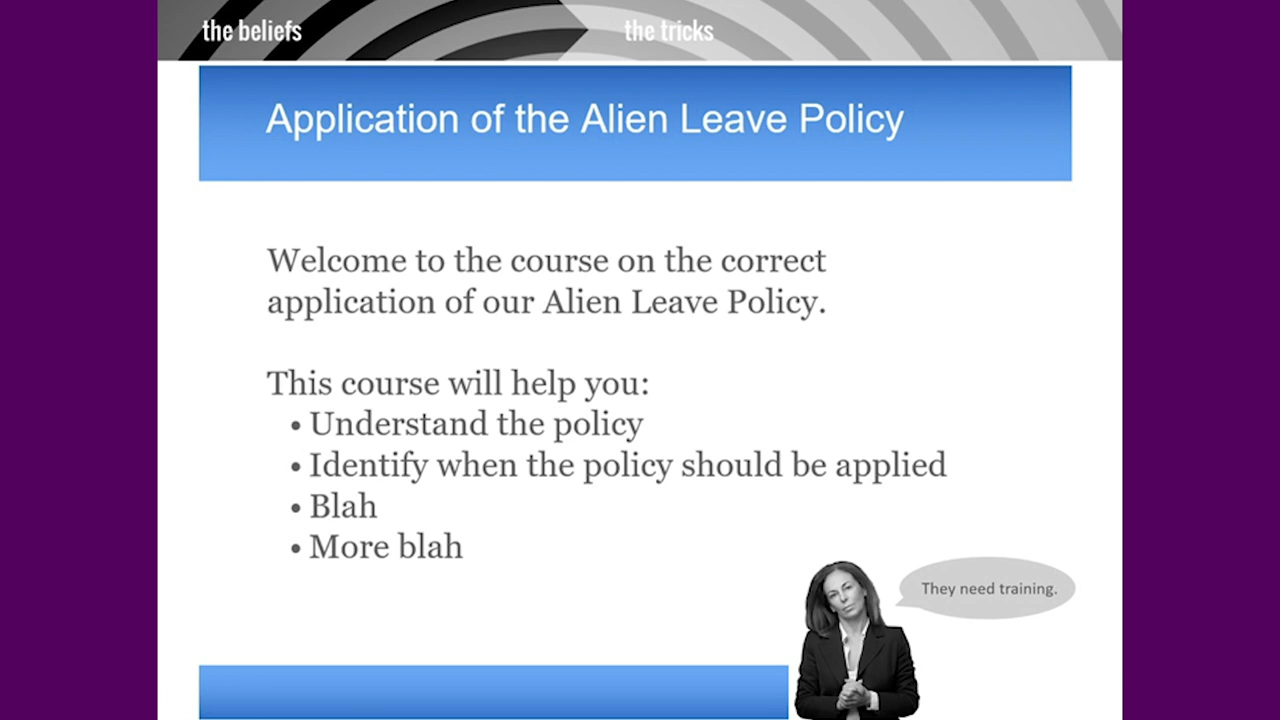 the beliefs
the tricks
Application of the Alien Leave Policy
Welcome to the course on the correct
application of our Alien Leave Policy.
This course will help you:
• Understand the policy
• Identify when the policy should be applied
• Blah
• More blah
They need training.